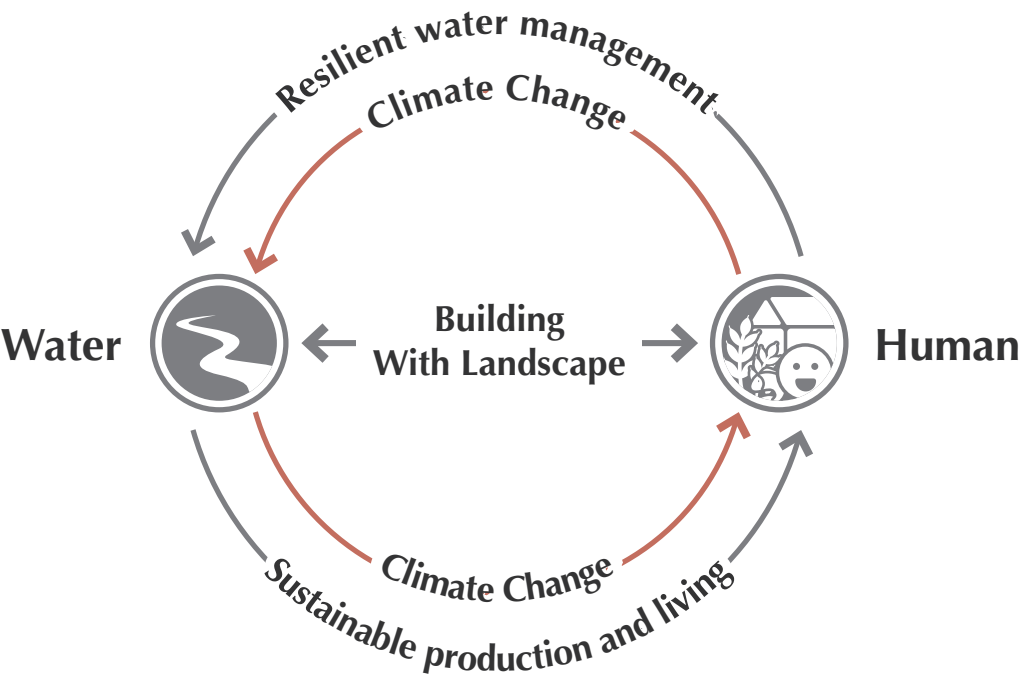 Resilient water management
Climate Change
Water
Building
With Landscape
Human
Climate Change
Sustainable production and living